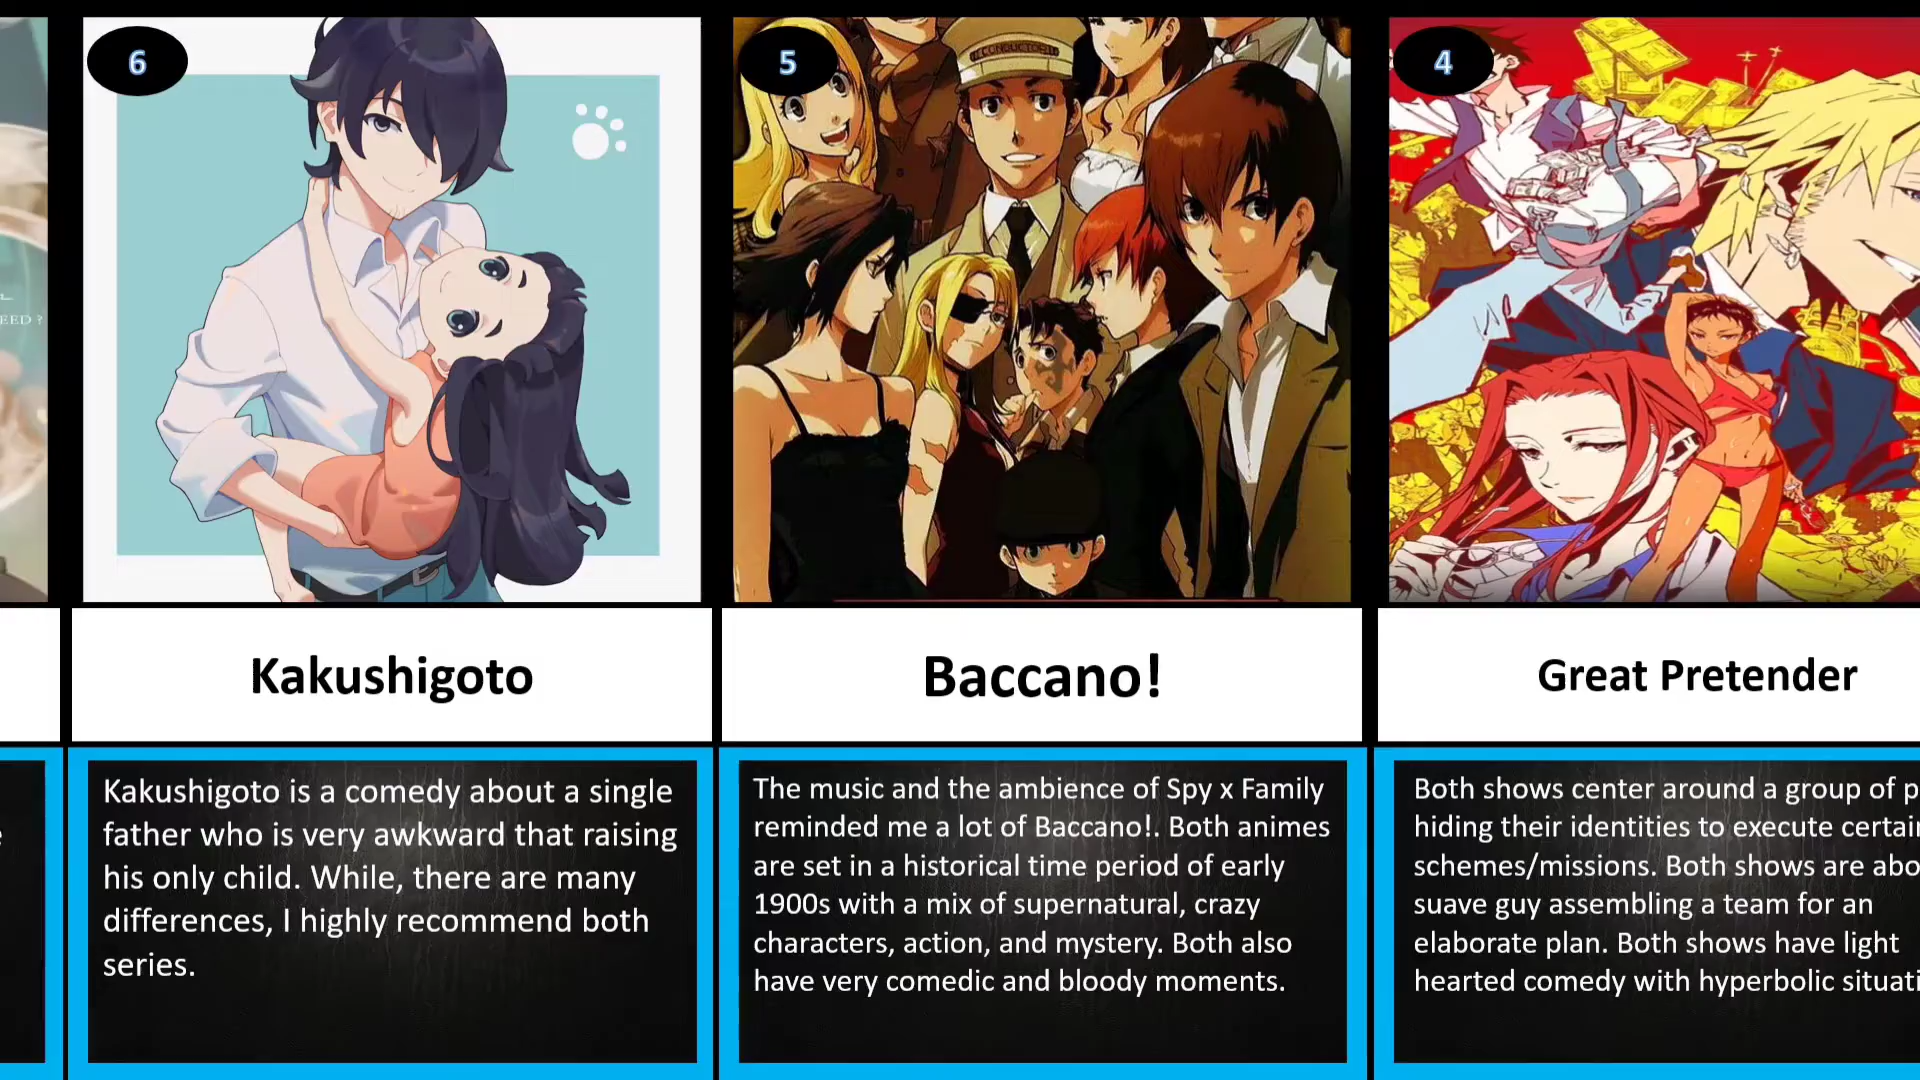 EED ?
6
5
CONDUCTOR
4
Kakushigoto
Baccano!
Great Pretender
Kakushigoto is a comedy about a single
father who is very awkward that raising
his only child. While, there are many
differences, I highly recommend both
series.
The music and the ambience of Spy x Family
reminded me a lot of Baccano!. Both animes
are set in a historical time period of early
1900s with a mix of supernatural, crazy
characters, action, and mystery. Both also
have very comedic and bloody moments.
Both shows center around a group of p
hiding their identities to execute certain
schemes/missions. Both shows are abo
suave guy assembling a team for an
elaborate plan. Both shows have light
hearted comedy with hyperbolic situati